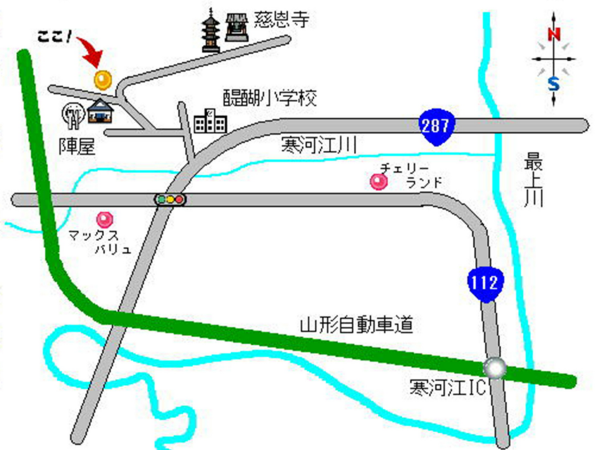 慈恩寺
ここ!
N
S
醍醐小学校
287
陣屋
寒河江川
最上川
チェリー
ランド
マックス
バリュ
112
山形自動車道
寒河江IC